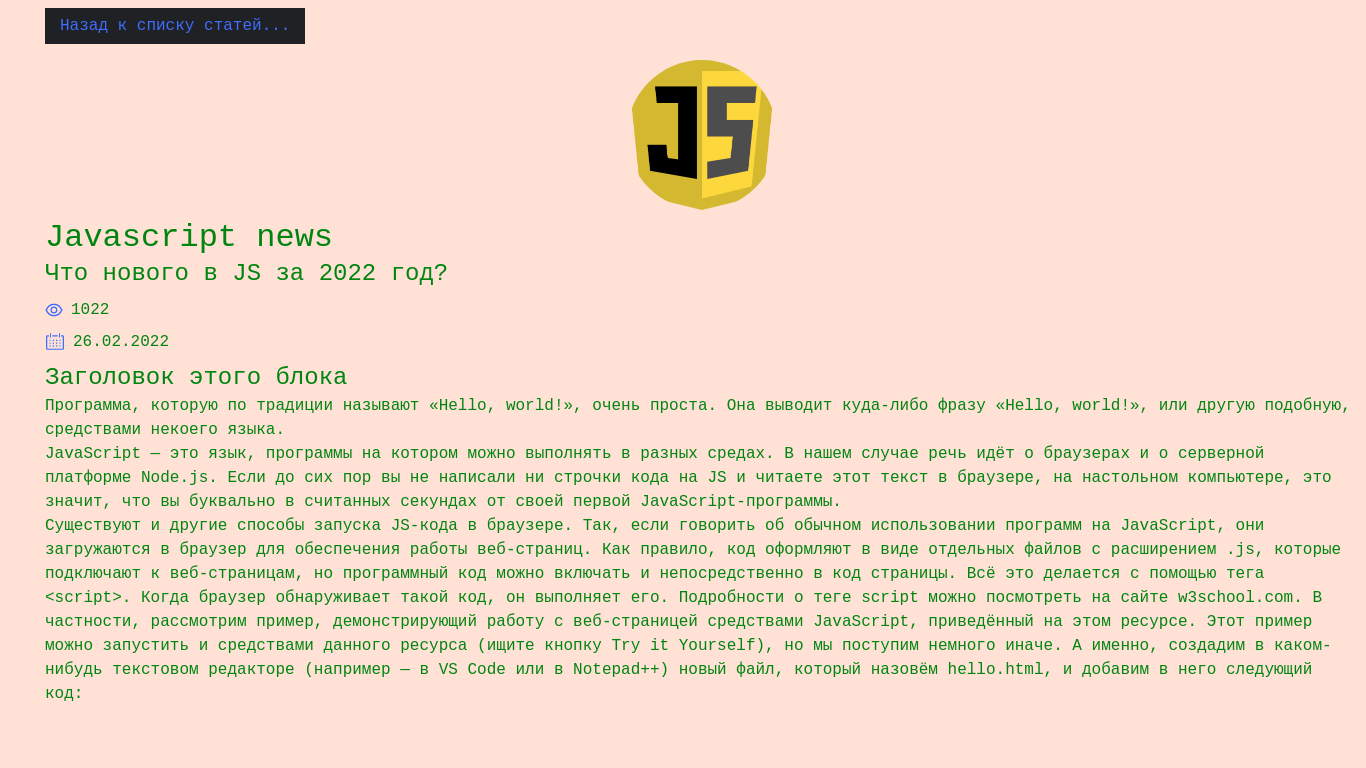 Назад к списку статей...
JS
Javascript news
Что нового в JS за 2022 год?
1022
26.02.2022
Заголовок этого блока
Программа, которую по традиции называют «Hello, world!», очень проста. Она выводит куда-либо фразу «Hello, world!», или другую подобную,
средствами некоего языка.
JavaScript — это язык, программы на котором можно выполнять в разных средах. В нашем случае речь идёт о браузерах и о серверной
платформе Node.js. Если до сих пор вы не написали ни строчки кода на JS и читаете этот текст в браузере, на настольном компьютере, это
значит, что вы буквально в считанных секундах от своей первой JavaScript-программы.
Существуют и другие способы запуска JS-кода в браузере. Так, если говорить об обычном использовании программ на JavaScript, они
загружаются в браузер для обеспечения работы веб-страниц. Как правило, код оформляют в виде отдельных файлов с расширением .js, которые
подключают к веб-страницам, но программный код можно включать и непосредственно в код страницы. Всё это делается с помощью тега
<script>. Когда браузер обнаруживает такой код, он выполняет его. Подробности о теге script можно посмотреть на сайте w3school.com. В
частности, рассмотрим пример, демонстрирующий работу с веб-страницей средствами JavaScript, приведённый на этом ресурсе. Этот пример
можно запустить и средствами данного ресурса (ищите кнопку Try it Yourself), но мы поступим немного иначе. А именно, создадим в каком-
нибудь текстовом редакторе (например — в VS Code или в Notepad++) новый файл, который назовём hello.html, и добавим в него следующий
код: